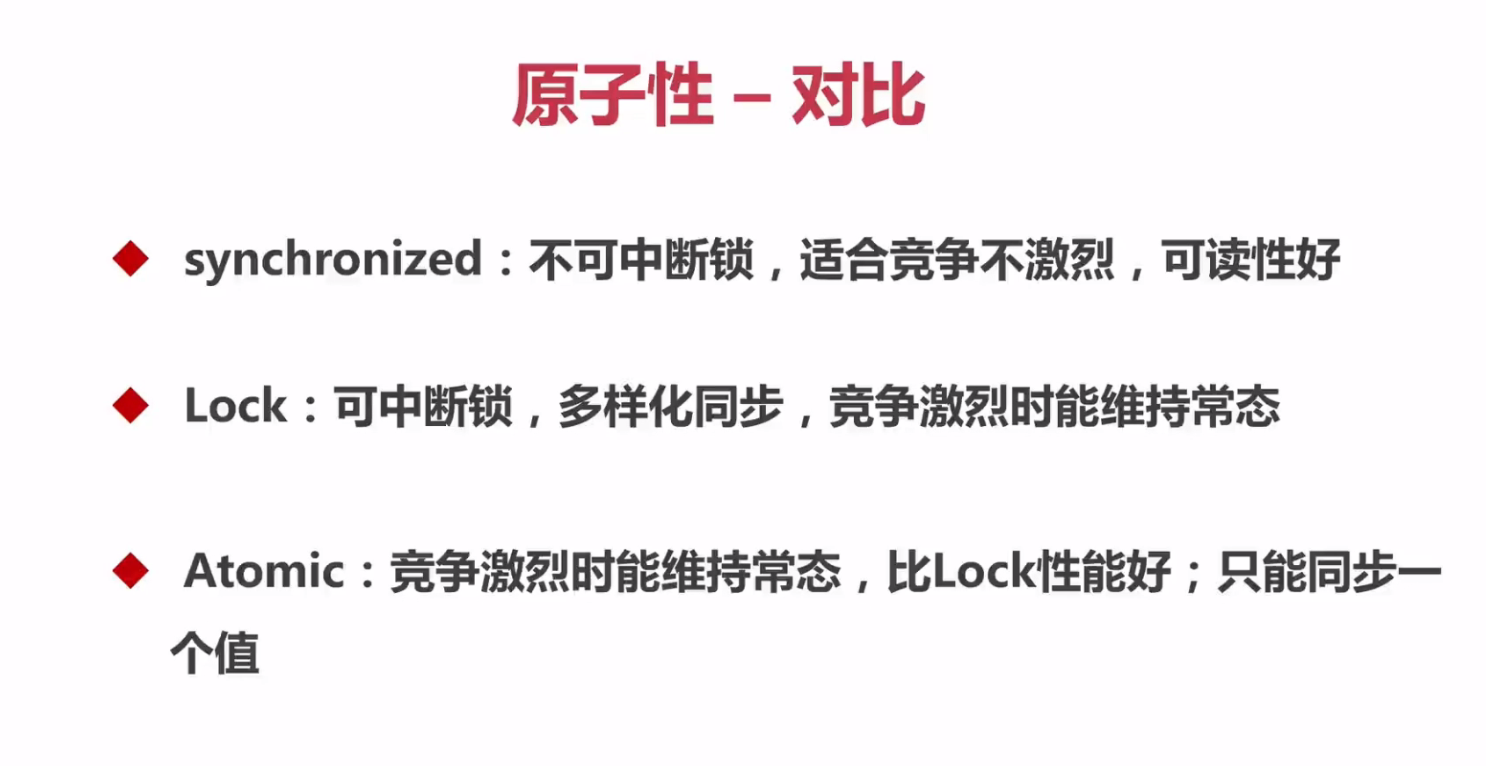 原子性 – 对比
◆ synchronized：不可中断锁，适合竞争不激烈，可读性好
◆ Lock：可中断锁，多样化同步，竞争激烈时能维持常态
◆ Atomic：竞争激烈时能维持常态，比Lock性能好；只能同步一
个值